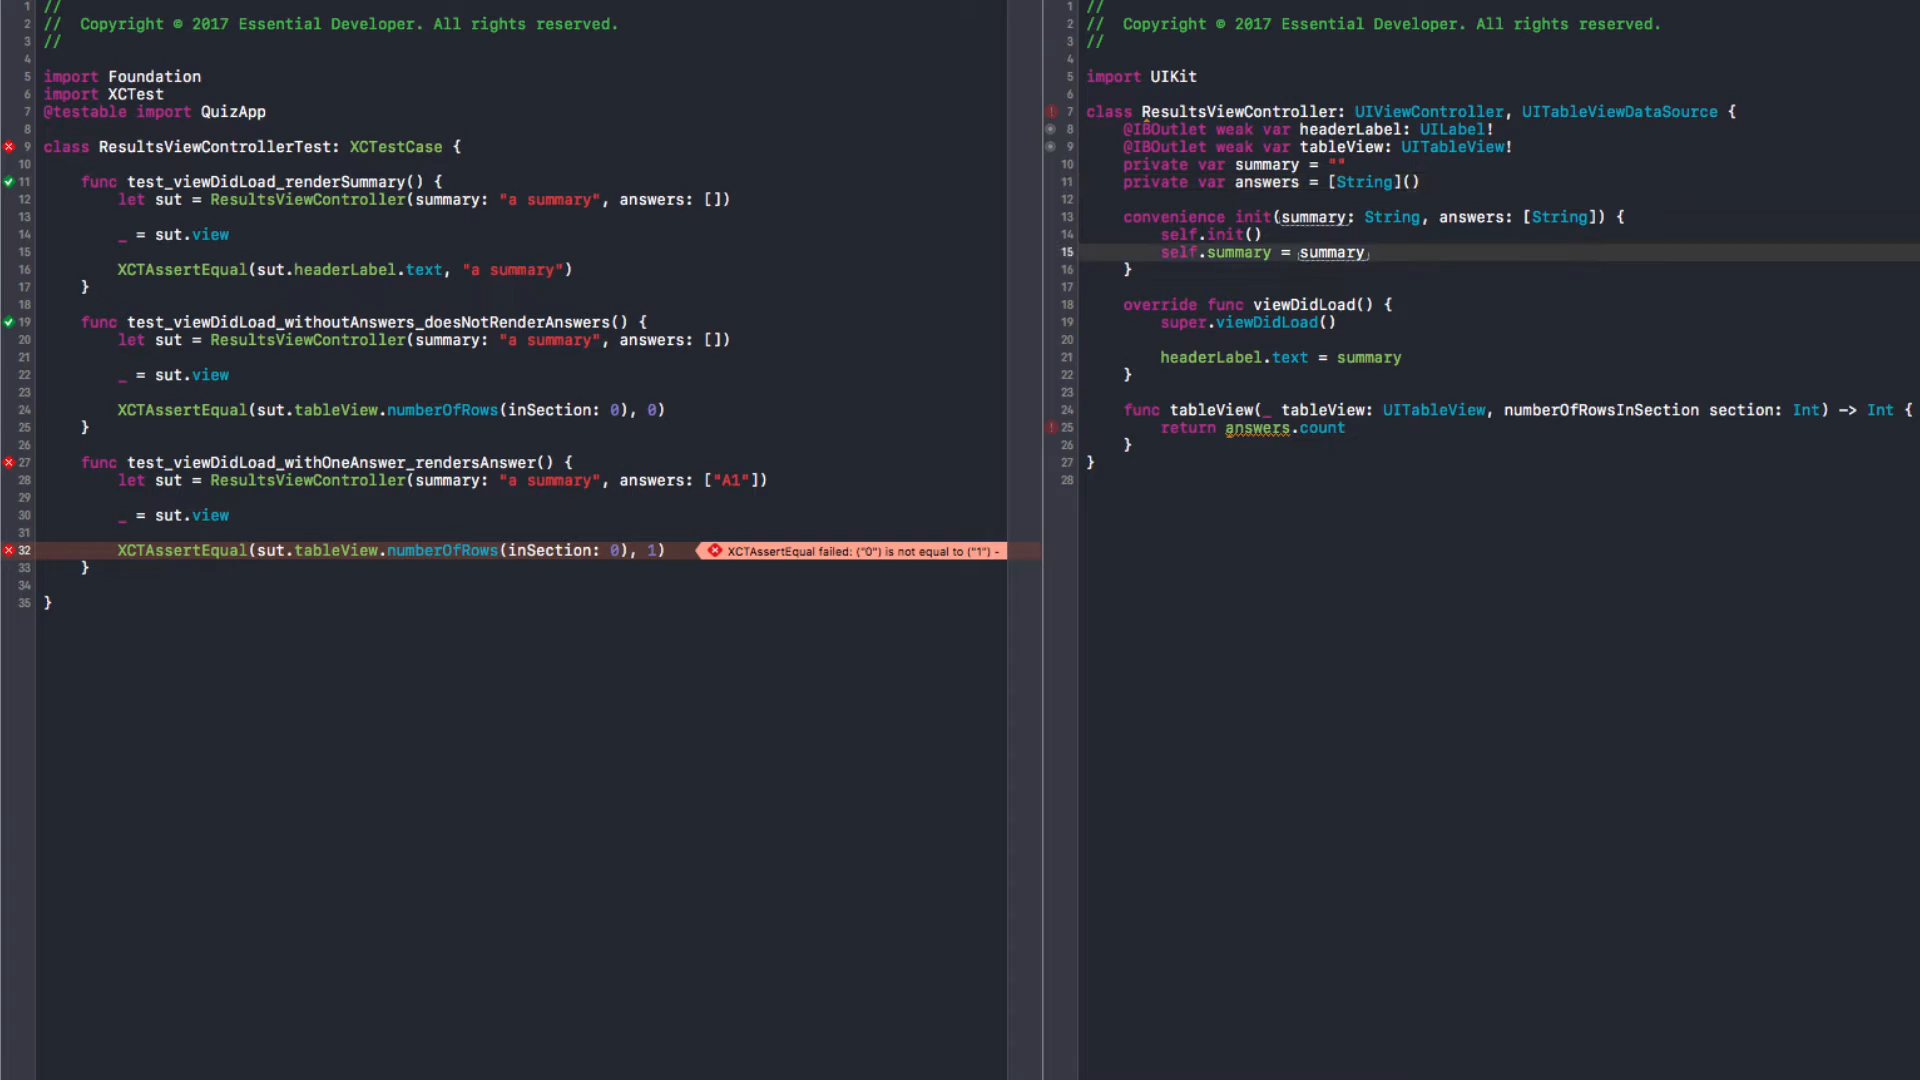 1 //
2 //  Copyright © 2017 Essential Developer. All rights reserved.
3 //
4
5 import Foundation
6 import XCTest
7 @testable import QuizApp
8
9 class ResultsViewControllerTest: XCTestCase {
10
11     func test_viewDidLoad_renderSummary() {
12         let sut = ResultsViewController(summary: "a summary", answers: [])
13
14         _ = sut.view
15
16         XCTAssertEqual(sut.headerLabel.text, "a summary")
17     }
18
19     func test_viewDidLoad_withoutAnswers_doesNotRenderAnswers() {
20         let sut = ResultsViewController(summary: "a summary", answers: [])
21
22         _ = sut.view
23
24         XCTAssertEqual(sut.tableView.numberOfRows(inSection: 0), 0)
25     }
26
27     func test_viewDidLoad_withOneAnswer_rendersAnswer() {
28         let sut = ResultsViewController(summary: "a summary", answers: ["A1"])
29
30         _ = sut.view
31
32         XCTAssertEqual(sut.tableView.numberOfRows(inSection: 0), 1) XCTAssertEqual failed: ("0") is not equal to ("1") -
33     }
34
35 }
1 //
2 //  Copyright © 2017 Essential Developer. All rights reserved.
3 //
4
5 import UIKit
6
7 class ResultsViewController: UIViewController, UITableViewDataSource {
8     @IBOutlet weak var headerLabel: UILabel!
9     @IBOutlet weak var tableView: UITableView!
10     private var summary = ""
11     private var answers = [String]()
12
13     convenience init(summary: String, answers: [String]) {
14         self.init()
15         self.summary = summary
16     }
17
18     override func viewDidLoad() {
19         super.viewDidLoad()
20
21         headerLabel.text = summary
22     }
23
24     func tableView(_ tableView: UITableView, numberOfRowsInSection section: Int) -> Int {
25         return answers.count
26     }
27 }
28